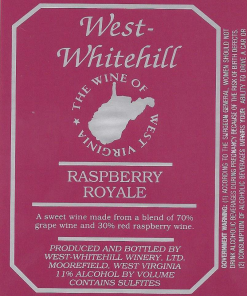 West-
Whitehill
★ THE WINE OF WEST VIRGINIA ★
RASPBERRY
ROYALE
A sweet wine made from a blend of 70%
grape wine and 30% red raspberry wine.
PRODUCED AND BOTTLED BY
WEST-WHITEHILL WINERY, LTD.
MOOREFIELD, WEST VIRGINIA
11% ALCOHOL BY VOLUME
CONTAINS SULFITES
GOVERNMENT WARNING: (1) ACCORDING TO THE SURGEON GENERAL, WOMEN SHOULD NOT
DRINK ALCOHOLIC BEVERAGES DURING PREGNANCY BECAUSE OF THE RISK OF BIRTH DEFECTS.
(2) CONSUMPTION OF ALCOHOLIC BEVERAGES IMPAIRS YOUR ABILITY TO DRIVE A CAR OR